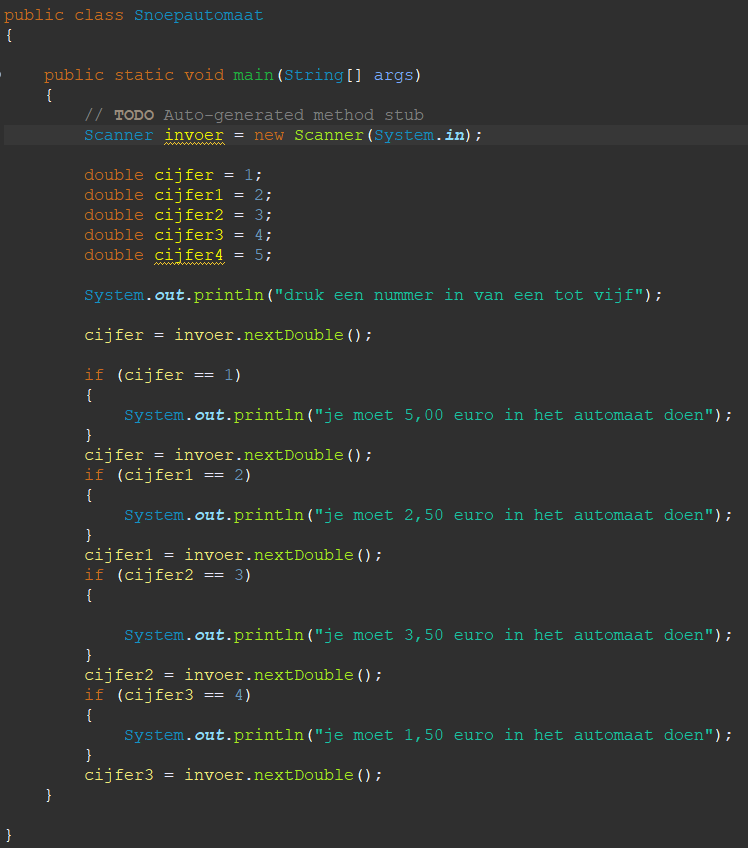 public class Snoepautomaat
{
public static void main(String[] args)
{
// TODO Auto-generated method stub
Scanner invoer = new Scanner(System.in);
double cijfer = 1;
double cijfer1 = 2;
double cijfer2 = 3;
double cijfer3 = 4;
double cijfer4 = 5;
System.out.println("druk een nummer in van een tot vijf");
cijfer = invoer.nextDouble();
if (cijfer == 1)
{
System.out.println("je moet 5,00 euro in het automaat doen");
}
cijfer = invoer.nextDouble();
if (cijfer1 == 2)
{
System.out.println("je moet 2,50 euro in het automaat doen");
}
cijfer1 = invoer.nextDouble();
if (cijfer2 == 3)
{
System.out.println("je moet 3,50 euro in het automaat doen");
}
cijfer2 = invoer.nextDouble();
if (cijfer3 == 4)
{
System.out.println("je moet 1,50 euro in het automaat doen");
}
cijfer3 = invoer.nextDouble();
}
}